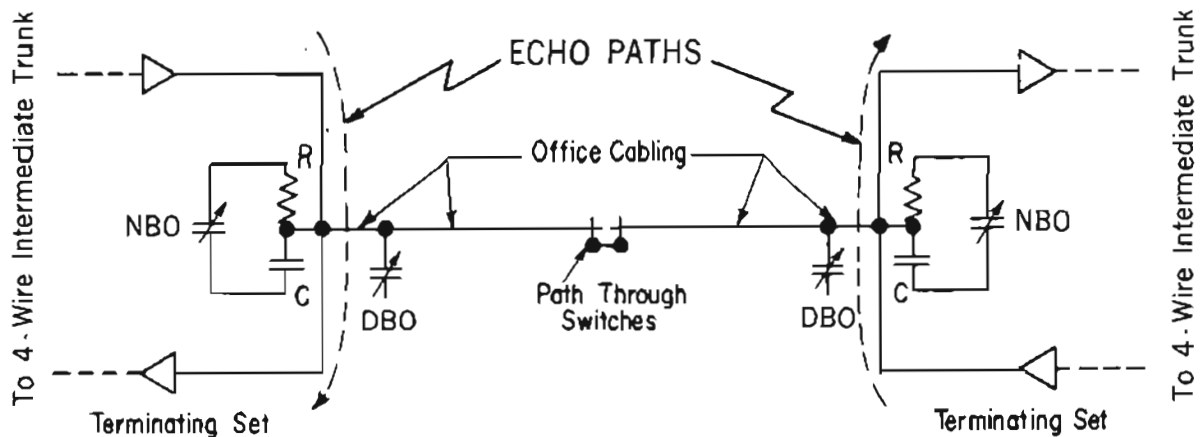 To 4-Wire Intermediate Trunk
ECHO PATHS
To 4-Wire Intermediate Trunk
R
Office Cabling
R
NBO
NBO
C
DBO
Path Through
Switches
DBO
C
Terminating Set
Terminating Set